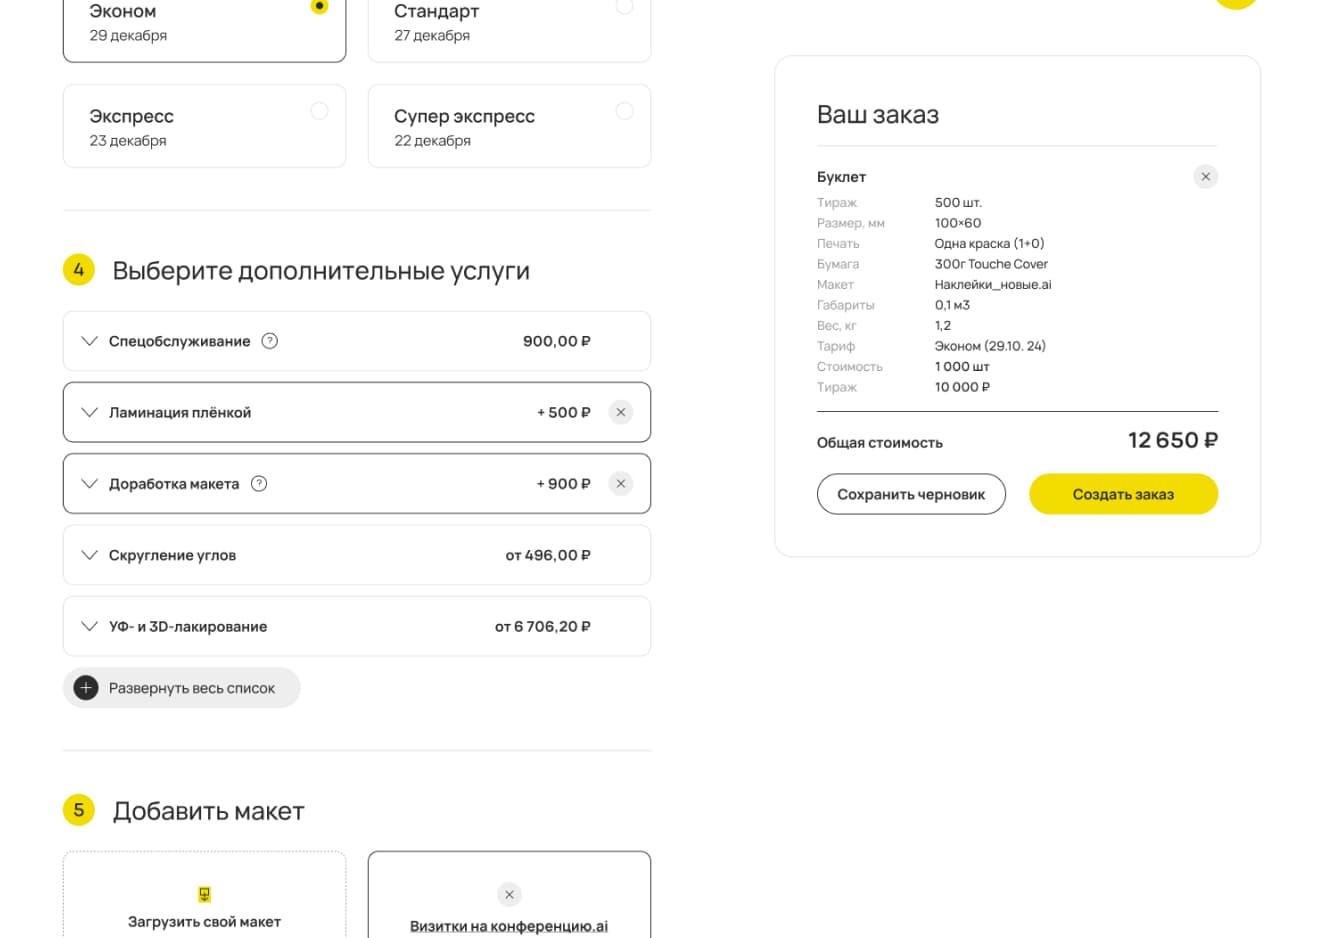 Эконом
29 декабря
Стандарт
27 декабря
Экспресс
23 декабря
Супер экспресс
22 декабря
4 Выберите дополнительные услуги
Спецобслуживание ? 900,00 ₽
Ламинация плёнкой + 500 ₽
Доработка макета ? + 900 ₽
Скругление углов от 496,00 ₽
УФ- и 3D-лакирование от 6 706,20 ₽
Развернуть весь список
5 Добавить макет
Загрузить свой макет
Визитки на конференцию.ai
Ваш заказ
Буклет
Тираж 500 шт.
Размер, мм 100×60
Печать Одна краска (1+0)
Бумага 300г Touche Cover
Макет Наклейки_новые.ai
Габариты 0,1 м3
Вес, кг 1,2
Тариф Эконом (29.10. 24)
Стоимость 1 000 шт
Тираж 10 000 ₽
Общая стоимость 12 650 ₽
Сохранить черновик
Создать заказ